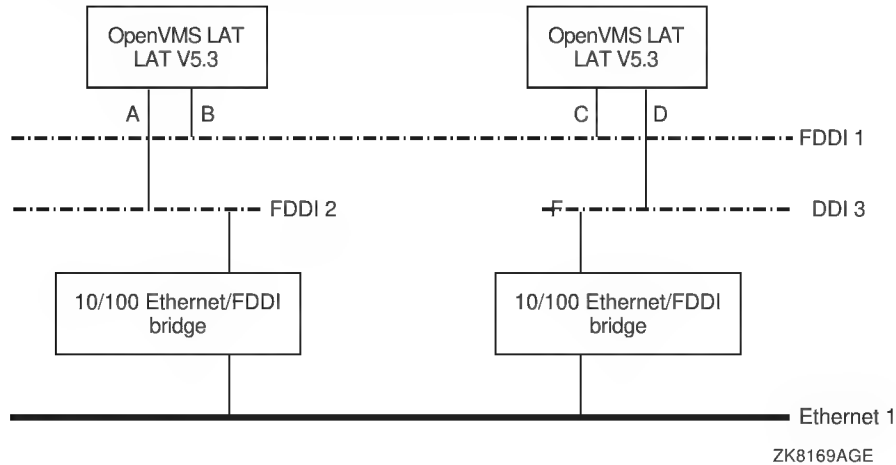 OpenVMS LAT
LAT V5.3
OpenVMS LAT
LAT V5.3
A
B
C
D
FDDI 1
FDDI 2
F
DDI 3
10/100 Ethernet/FDDI
bridge
10/100 Ethernet/FDDI
bridge
Ethernet 1
ZK8169AGE